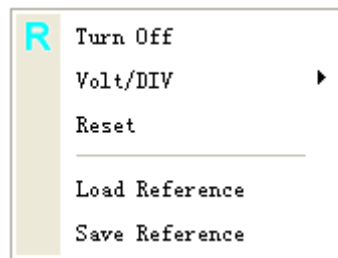 R Turn Off
Volt/DIV
Reset
Load Reference
Save Reference